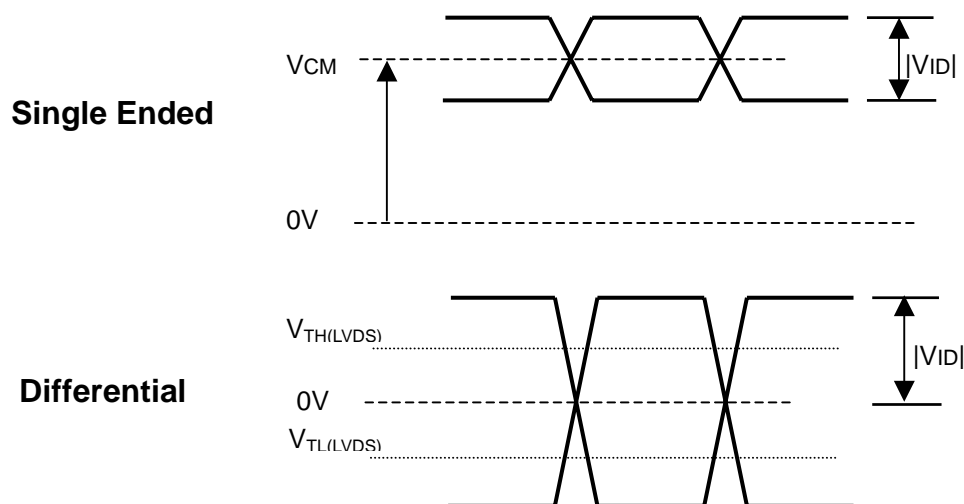 VCM
|VID|
Single Ended
0V
VTH(LVDS)
|VID|
Differential
0V
VTL(LVDS)